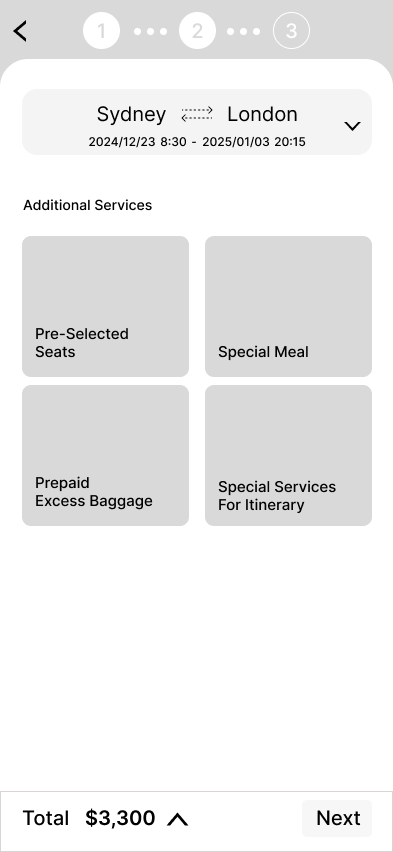 1 2 3
Sydney London
2024/12/23 8:30 - 2025/01/03 20:15
Additional Services
Pre-Selected
Seats
Special Meal
Prepaid
Excess Baggage
Special Services
For Itinerary
Total $3,300 Next